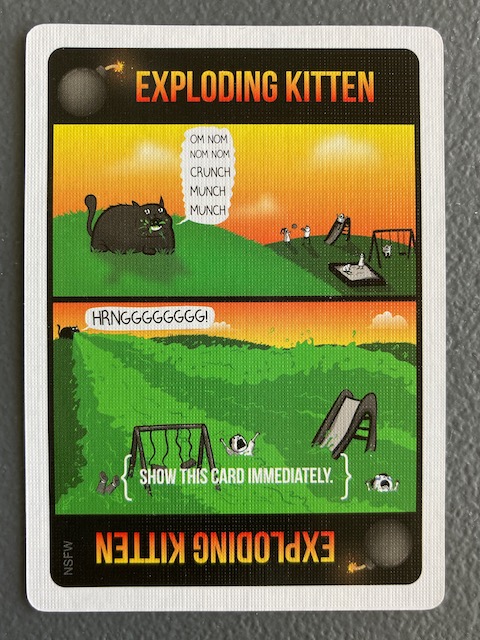 EXPLODING KITTEN
OM NOM
NOM NOM
CRUNCH
MUNCH
MUNCH
HRNGGGGGGGG!
SHOW THIS CARD IMMEDIATELY.
NSFW
EXPLODING KITTEN